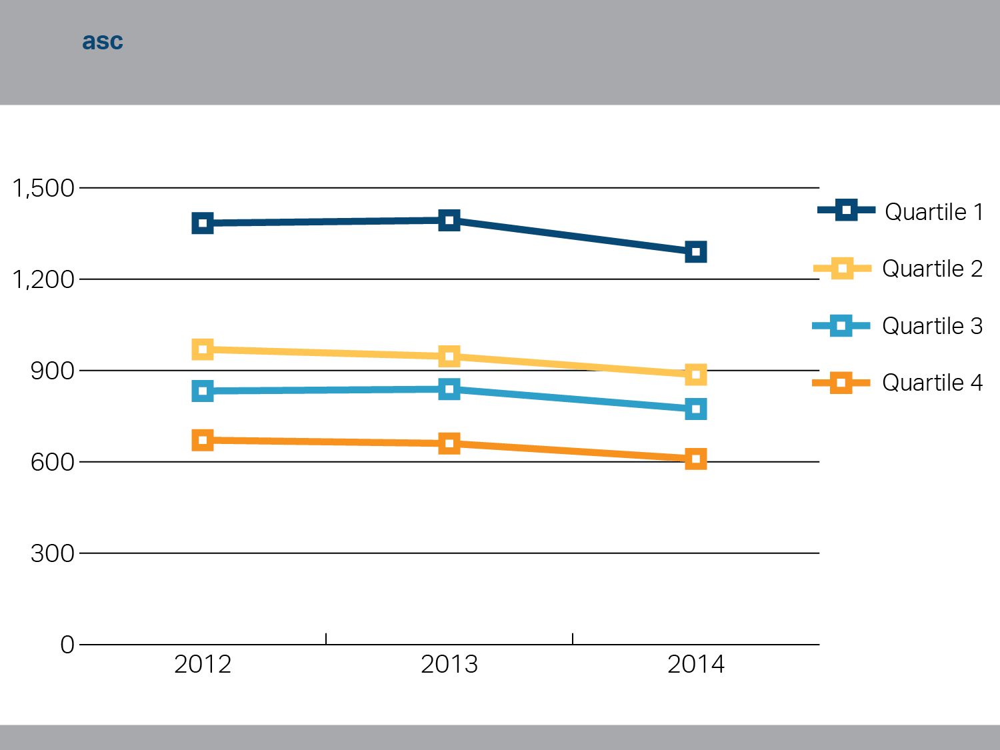 asc
1,500
1,200
900
600
300
0
2012 2013 2014
Quartile 1
Quartile 2
Quartile 3
Quartile 4